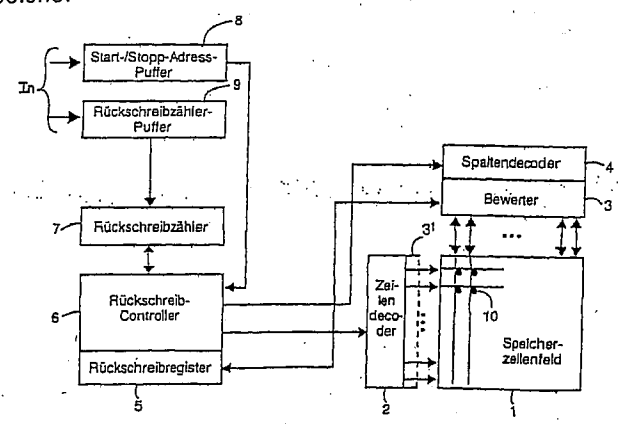 8
Start-/Stopp-Adress-
Puffer
In
9
Rückschreibzähler-
Puffer
Spaltendecoder
4
Bewerter
3
7
Rückschreibzähler
3'
6
Rückschreib-
Controller
Zei-
len
deco-
der
10
Speicher-
zellenfeld
Rückschreibregister
5
2
1